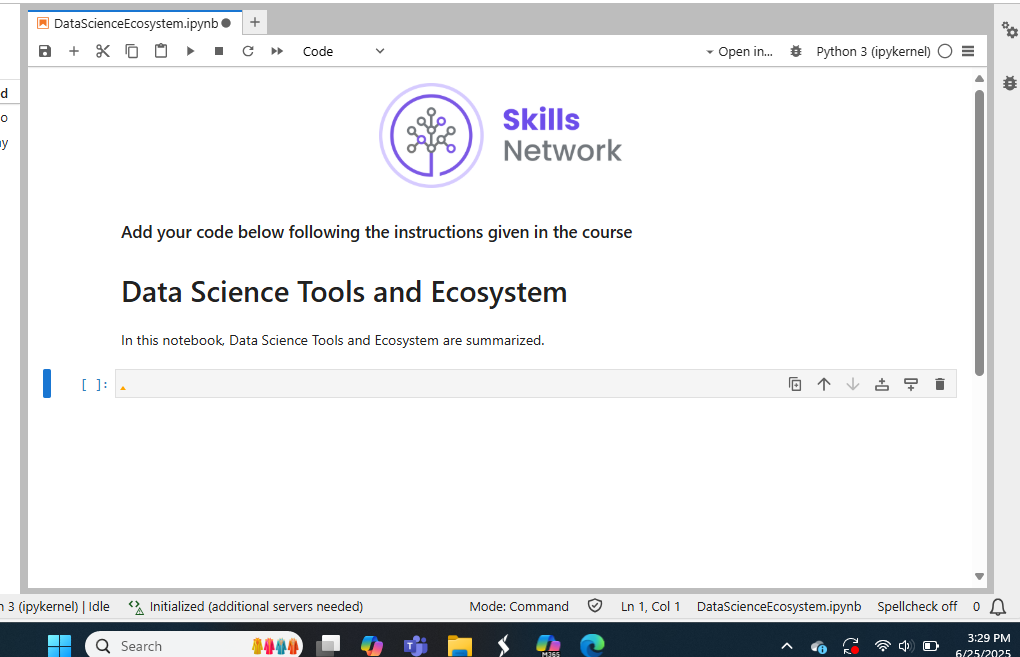 DataScienceEcosystem.ipynb
Code
Open in...
Python 3 (ipykernel)
d
o
y
Skills
Network
Add your code below following the instructions given in the course
Data Science Tools and Ecosystem
In this notebook, Data Science Tools and Ecosystem are summarized.
[ ]:
n 3 (ipykernel) | Idle
Initialized (additional servers needed)
Mode: Command
Ln 1, Col 1
DataScienceEcosystem.ipynb
Spellcheck off
0
Search
M365
3:29 PM
6/25/2025